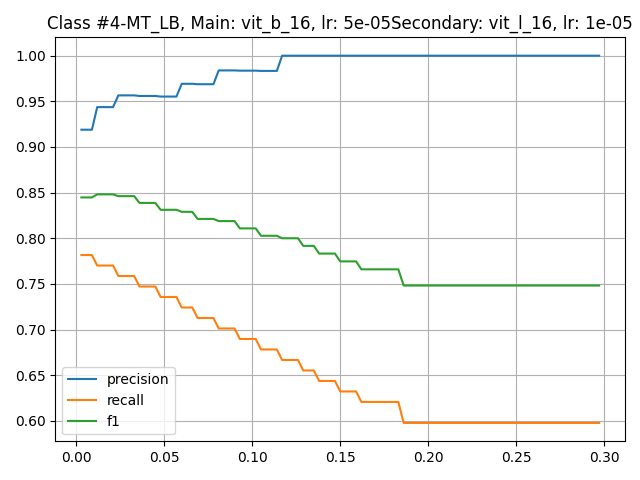 Class #4-MT_LB, Main: vit_b_16, lr: 5e-05Secondary: vit_l_16, lr: 1e-05
1.00
0.95
0.90
0.85
0.80
0.75
0.70
0.65
0.60
precision
recall
f1
0.00 0.05 0.10 0.15 0.20 0.25 0.30